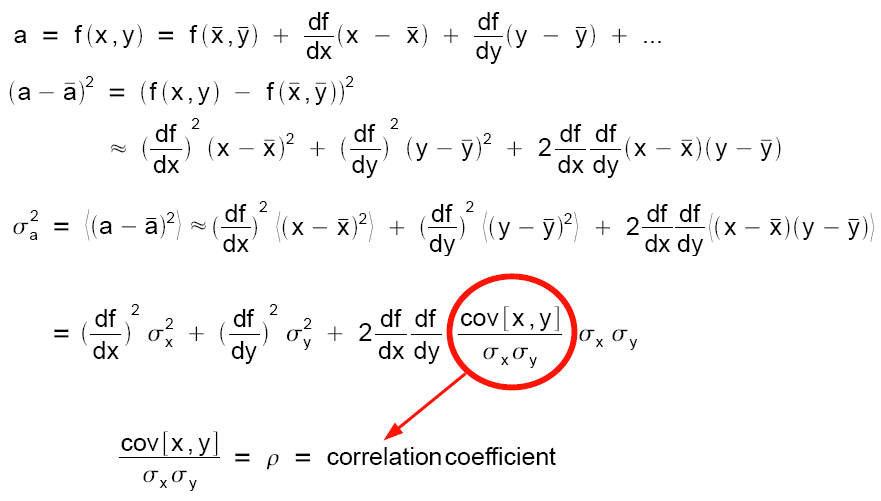 a = f(x,y) = f(x̄,ȳ) + df/dx (x − x̄) + df/dy (y − ȳ) + ...
(a − ā)² = (f(x,y) − f(x̄,ȳ))²
≈ (df/dx)² (x − x̄)² + (df/dy)² (y − ȳ)² + 2 df/dx df/dy (x − x̄)(y − ȳ)
σₐ² = ⟨(a − ā)²⟩ ≈ (df/dx)² ⟨(x − x̄)²⟩ + (df/dy)² ⟨(y − ȳ)²⟩ + 2 df/dx df/dy ⟨(x − x̄)(y − ȳ)⟩
= (df/dx)² σ_x² + (df/dy)² σ_y² + 2 df/dx df/dy cov[x,y]/(σ_x σ_y) σ_x σ_y
cov[x,y]/(σ_x σ_y) = ρ = correlation coefficient